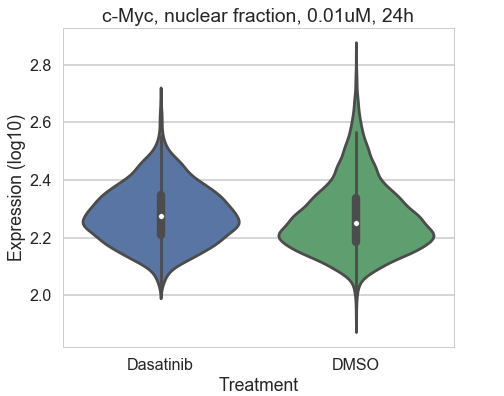 c-Myc, nuclear fraction, 0.01uM, 24h
Expression (log10)
2.8
2.6
2.4
2.2
2.0
Dasatinib
DMSO
Treatment